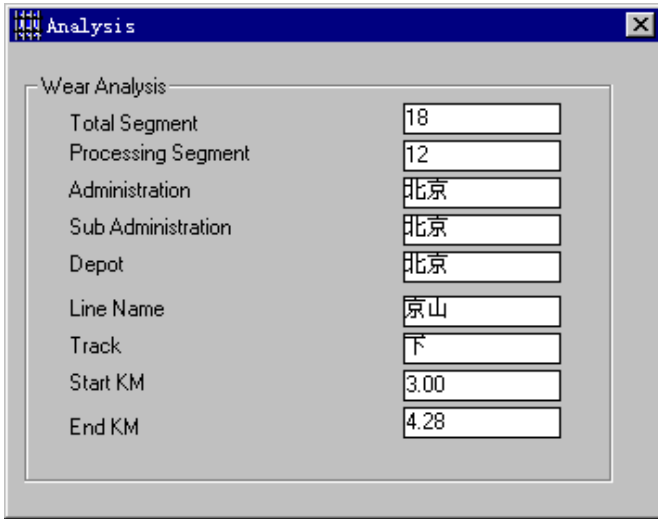 Analysis
Wear Analysis
Total Segment 18
Processing Segment 12
Administration 北京
Sub Administration 北京
Depot 北京
Line Name 京山
Track 下
Start KM 3.00
End KM 4.28